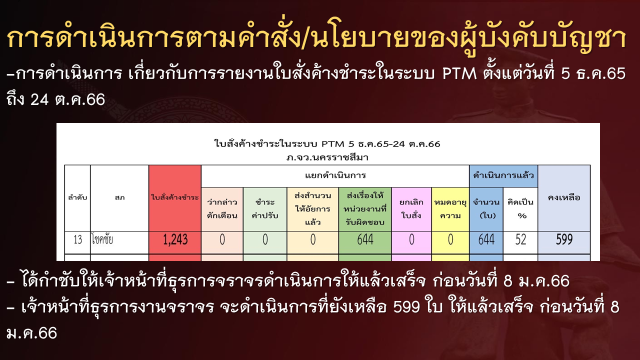 การดำเนินการตามคำสั่ง/นโยบายของผู้บังคับบัญชา
-การดำเนินการ เกี่ยวกับการรายงานใบสั่งค้างชำระในระบบ PTM ตั้งแต่วันที่ 5 ธ.ค.65
ถึง 24 ต.ค.66
ใบสั่งค้างชำระในระบบ PTM 5 ธ.ค.65-24 ต.ค.66
ภ.จว.นครราชสีมา
ลำดับ สภ ใบสั่งค้างชำระ แยกดำเนินการ ดำเนินการแล้ว คงเหลือ
ว่ากล่าวตักเตือน ชำระค่าปรับ ส่งสำนวนให้อัยการแล้ว ส่งเรื่องให้หน่วยงานที่รับผิดชอบ ยกเลิกใบสั่ง หมดอายุความ จำนวน (ใบ) คิดเป็น %
13 โชคชัย 1,243 0 0 0 644 0 0 644 52 599
- ได้กำชับให้เจ้าหน้าที่ธุรการจราจรดำเนินการให้แล้วเสร็จ ก่อนวันที่ 8 ม.ค.66
- เจ้าหน้าที่ธุรการงานจราจร จะดำเนินการที่ยังเหลือ 599 ใบ ให้แล้วเสร็จ ก่อนวันที่ 8
ม.ค.66